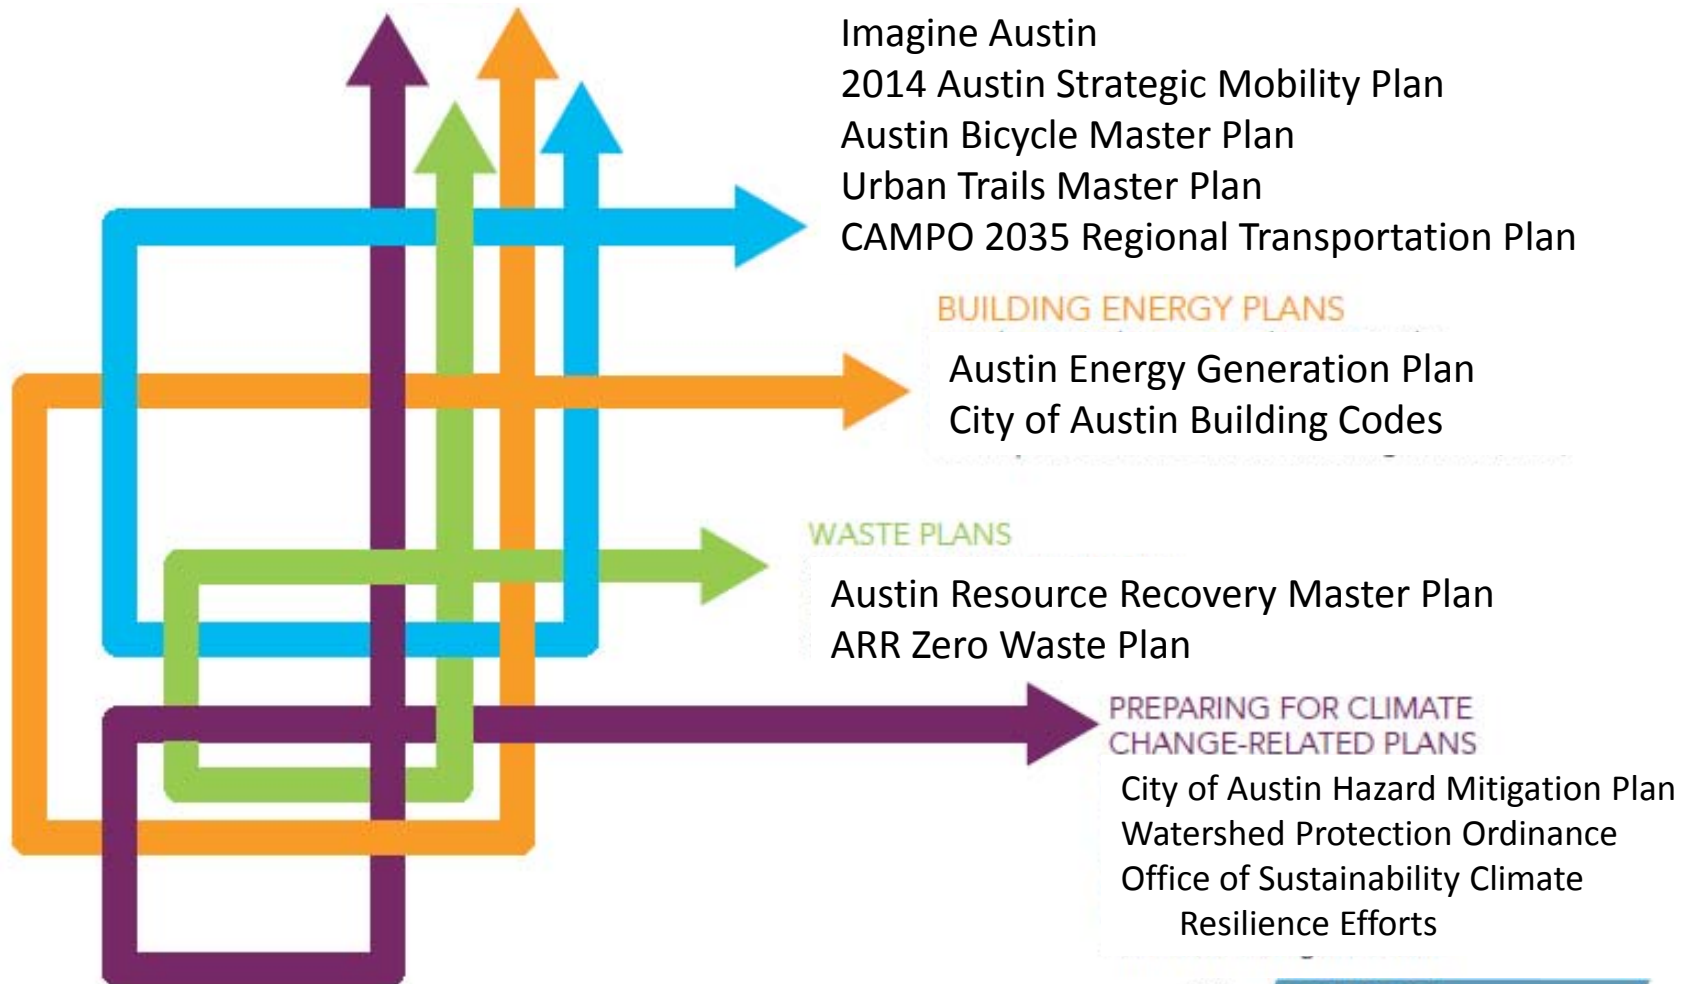 Imagine Austin
2014 Austin Strategic Mobility Plan
Austin Bicycle Master Plan
Urban Trails Master Plan
CAMPO 2035 Regional Transportation Plan
BUILDING ENERGY PLANS
Austin Energy Generation Plan
City of Austin Building Codes
WASTE PLANS
Austin Resource Recovery Master Plan
ARR Zero Waste Plan
PREPARING FOR CLIMATE
CHANGE-RELATED PLANS
City of Austin Hazard Mitigation Plan
Watershed Protection Ordinance
Office of Sustainability Climate
Resilience Efforts